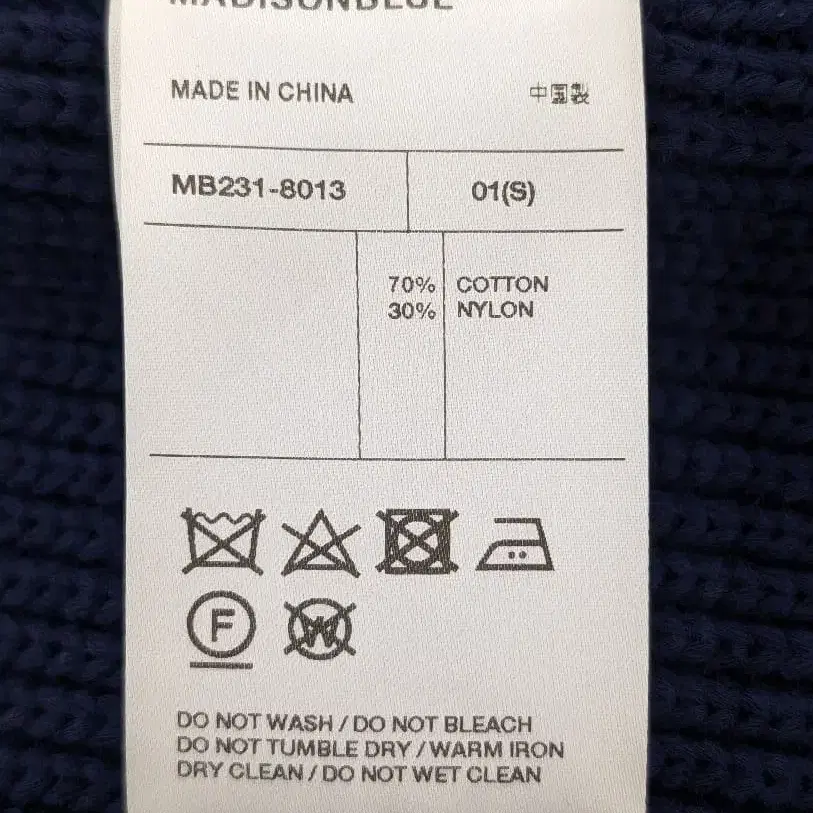 MADISONBLUE
MADE IN CHINA 中国製
MB231-8013 01(S)
70% COTTON
30% NYLON
F W
DO NOT WASH / DO NOT BLEACH
DO NOT TUMBLE DRY / WARM IRON
DRY CLEAN / DO NOT WET CLEAN